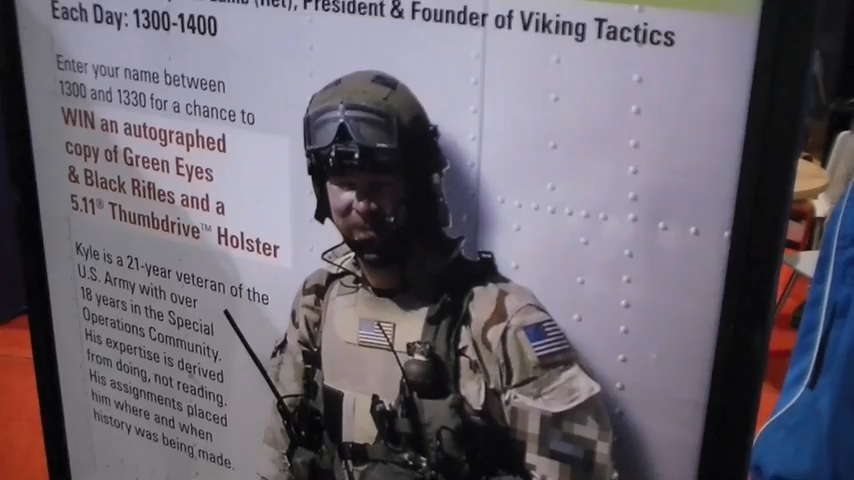 (Ret), President & Founder of Viking Tactics
Each Day: 1300-1400
Enter your name between
1300 and 1330 for a chance to
WIN an autographed
copy of Green Eyes
& Black Rifles and a
5.11® Thumbdrive™ Holster
Kyle is a 21-year veteran of the
U.S. Army with over
18 years in the Special
Operations Community.
His expertise is derived
from doing, not reading.
His assignments placed
him where and when
history was being made.